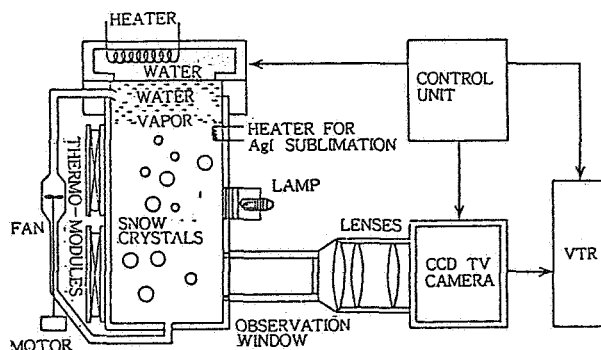 HEATER
WATER
WATER
VAPOR
HEATER FOR
AgI SUBLIMATION
CONTROL
UNIT
THERMO-MODULES
LAMP
FAN
SNOW
CRYSTALS
LENSES
CCD TV
CAMERA
VTR
OBSERVATION
WINDOW
MOTOR